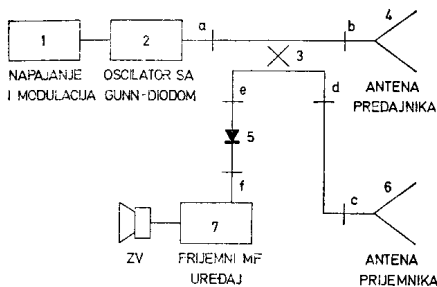 a
b
4
1
2
3
NAPAJANJE
I MODULACIJA
OSCILATOR SA
GUNN-DIODOM
ANTENA
PREDAJNIKA
e
d
5
f
c
6
7
ZV
PRIJEMNI MF
UREĐAJ
ANTENA
PRIJEMNIKA